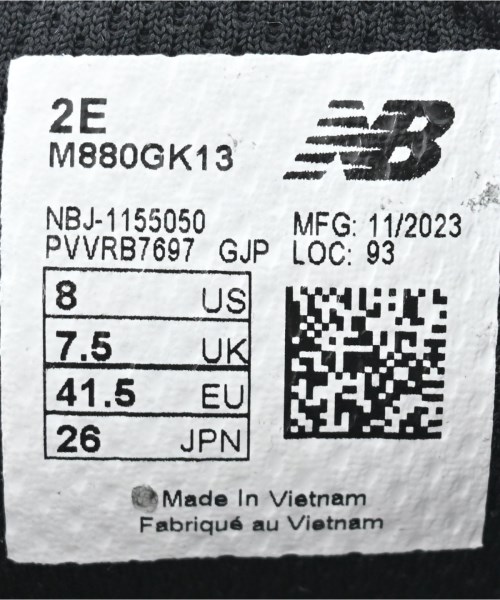 2E
M880GK13
NB
NBJ-1155050
PVVRB7697 GJP
MFG: 11/2023
LOC: 93
8 US
7.5 UK
41.5 EU
26 JPN
Made In Vietnam
Fabriqué au Vietnam